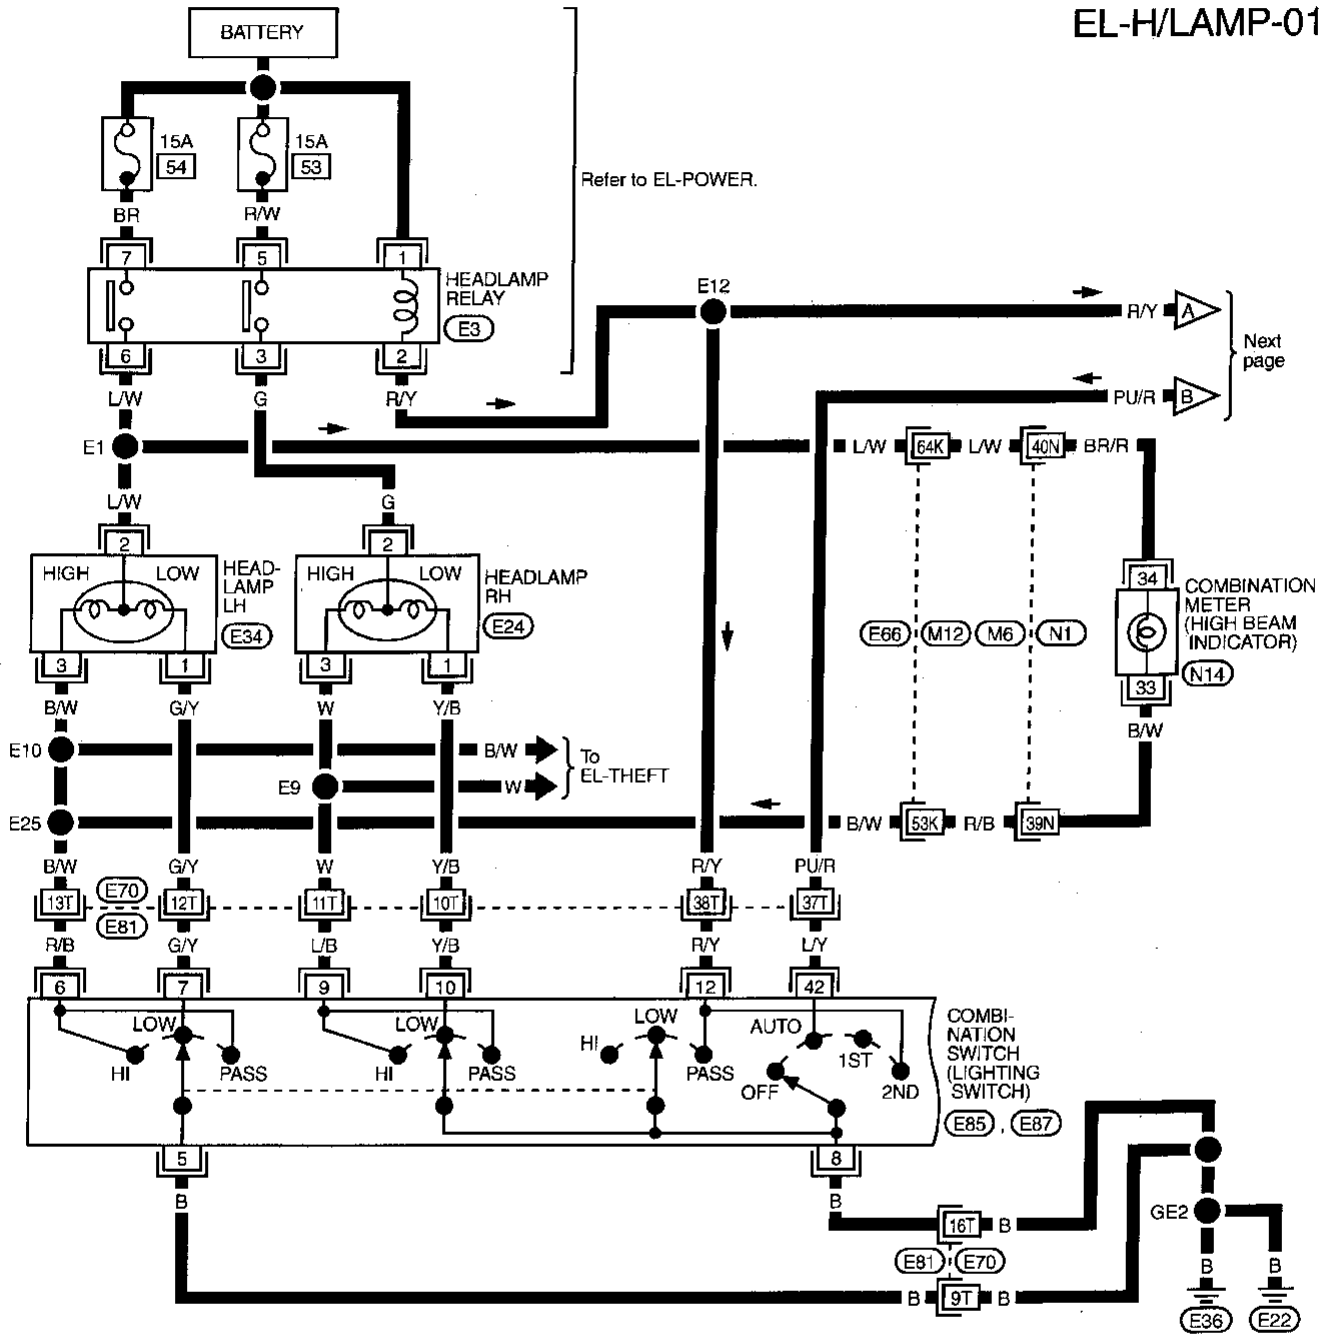 EL-H/LAMP-01
BATTERY
15A
54
15A
53
Refer to EL-POWER.
BR
R/W
7
5
1
HEADLAMP
RELAY
E3
6
3
2
E12
R/Y
A
Next
page
PU/R
B
L/W
G
R/Y
E1
L/W
64K
L/W
40N
BR/R
L/W
G
2
2
HIGH
LOW
HEAD-
LAMP
LH
E34
HIGH
LOW
HEADLAMP
RH
E24
34
COMBINATION
METER
(HIGH BEAM
INDICATOR)
N14
E66
M12
M6
N1
3
1
3
1
33
B/W
G/Y
W
Y/B
B/W
E10
B/W
To
EL-THEFT
E9
W
E25
B/W
53K
R/B
39N
B/W
G/Y
W
Y/B
R/Y
PU/R
13T
E70
E81
12T
11T
10T
38T
37T
R/B
G/Y
L/B
Y/B
R/Y
L/Y
6
7
9
10
12
42
LOW
HI
PASS
LOW
HI
PASS
LOW
HI
PASS
AUTO
1ST
OFF
2ND
COMBI-
NATION
SWITCH
(LIGHTING
SWITCH)
E85 , E87
5
8
B
B
16T
B
GE2
E81
E70
B
9T
B
B
B
E36
E22